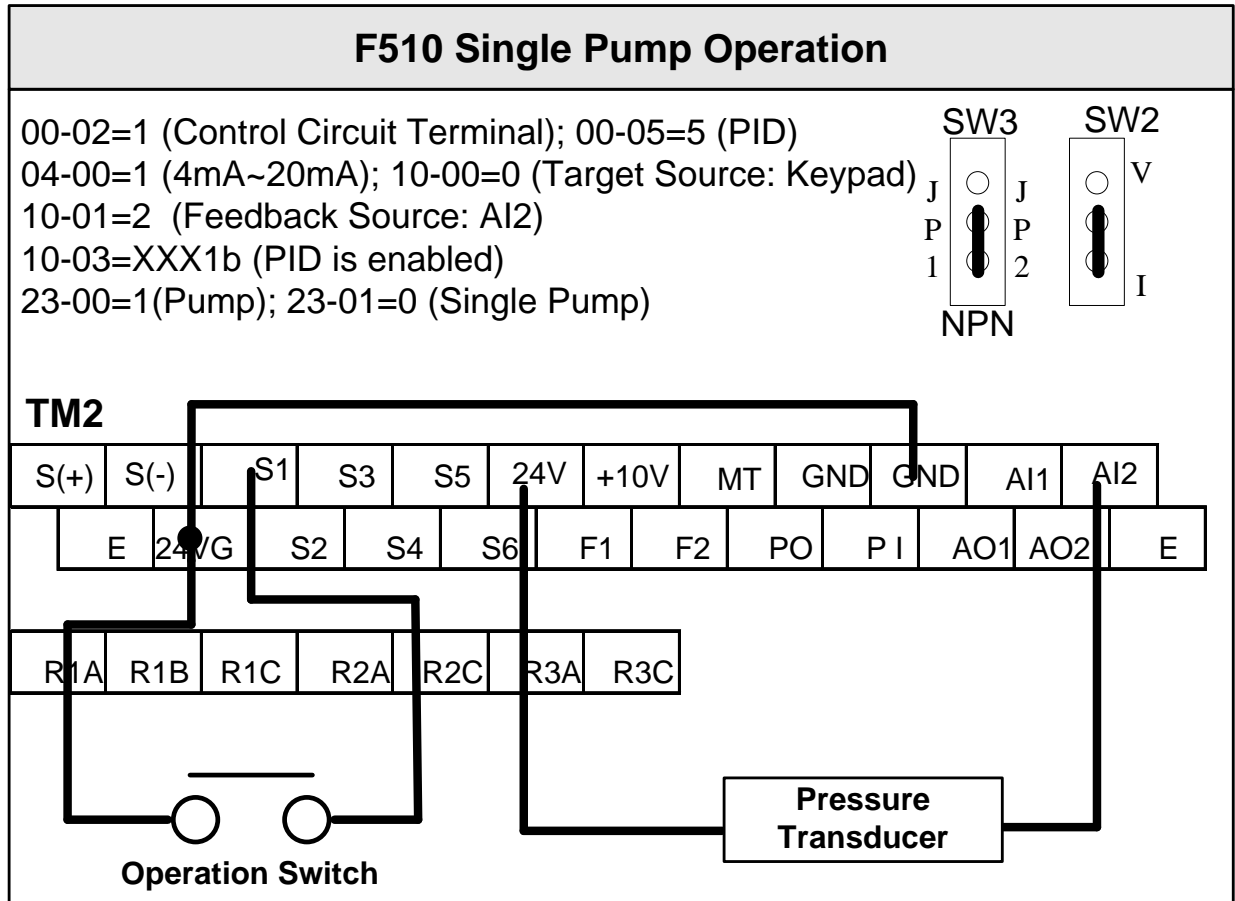 F510 Single Pump Operation
00-02=1 (Control Circuit Terminal); 00-05=5 (PID)
04-00=1 (4mA~20mA); 10-00=0 (Target Source: Keypad)
10-01=2 (Feedback Source: AI2)
10-03=XXX1b (PID is enabled)
23-00=1(Pump); 23-01=0 (Single Pump)
SW3 SW2
J J V
P P
1 2 I
NPN
TM2
S(+) S(-) S1 S3 S5 24V +10V MT GND GND AI1 AI2
E 24VG S2 S4 S6 F1 F2 PO P I AO1 AO2 E
R1A R1B R1C R2A R2C R3A R3C
Pressure
Transducer
Operation Switch